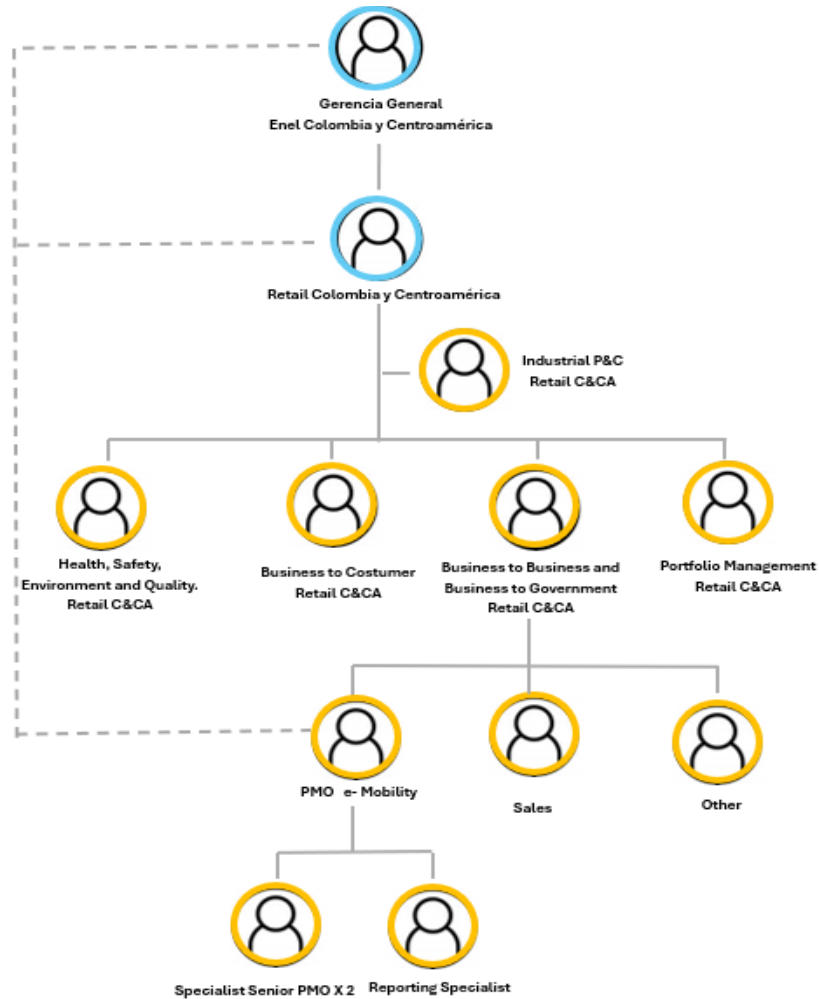 Gerencia General
Enel Colombia y Centroamérica
Retail Colombia y Centroamérica
Industrial P&C
Retail C&CA
Health, Safety,
Environment and Quality.
Retail C&CA
Business to Costumer
Retail C&CA
Business to Business and
Business to Government
Retail C&CA
Portfolio Management
Retail C&CA
PMO e- Mobility
Sales
Other
Specialist Senior PMO X 2
Reporting Specialist